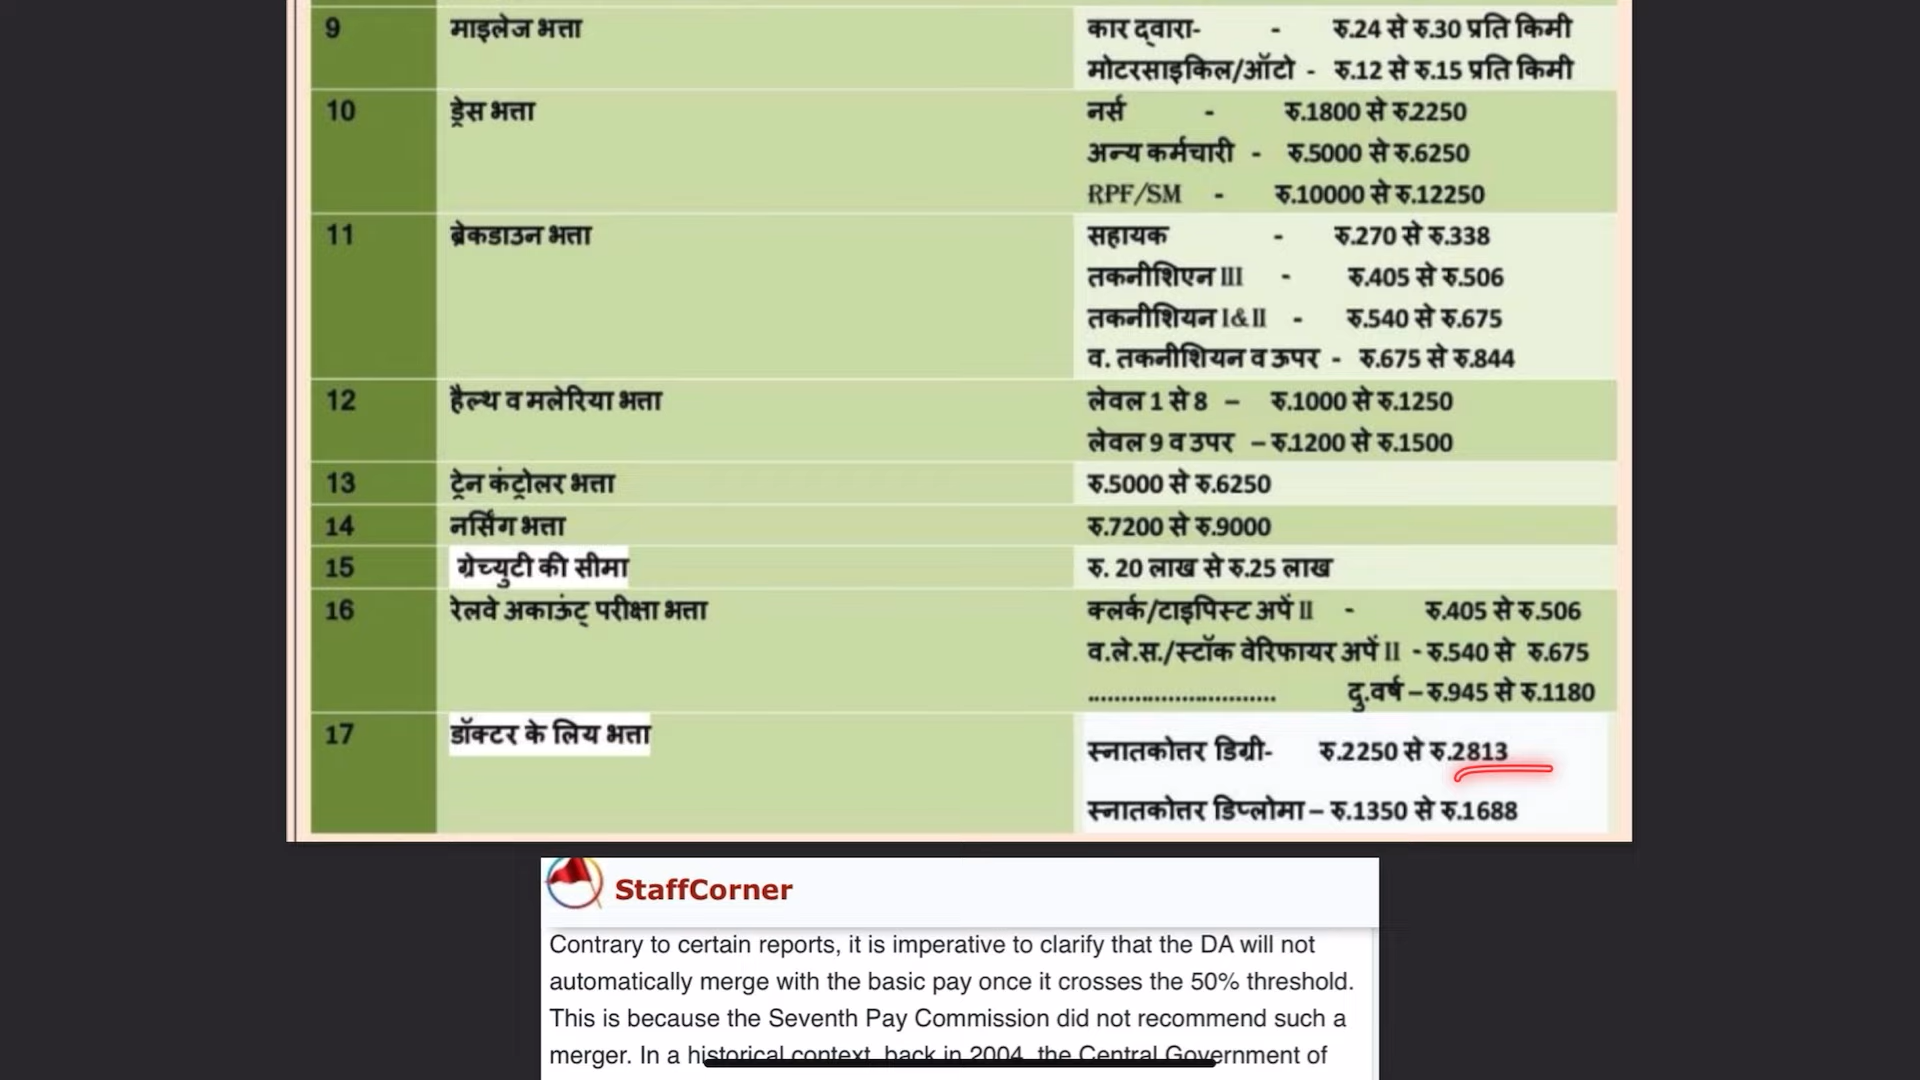 9 माइलेज भत्ता कार द्वारा- - रु.24 से रु.30 प्रति किमी
मोटरसाइकिल/ऑटो - रु.12 से रु.15 प्रति किमी
10 ड्रेस भत्ता नर्स - रु.1800 से रु.2250
अन्य कर्मचारी - रु.5000 से रु.6250
RPF/SM - रु.10000 से रु.12250
11 ब्रेकडाउन भत्ता सहायक - रु.270 से रु.338
तकनीशिएन III - रु.405 से रु.506
तकनीशियन I&II - रु.540 से रु.675
व. तकनीशियन व ऊपर - रु.675 से रु.844
12 हैल्थ व मलेरिया भत्ता लेवल 1 से 8 – रु.1000 से रु.1250
लेवल 9 व उपर – रु.1200 से रु.1500
13 ट्रेन कंट्रोलर भत्ता रु.5000 से रु.6250
14 नर्सिंग भत्ता रु.7200 से रु.9000
15 ग्रेच्युटी की सीमा रु. 20 लाख से रु.25 लाख
16 रेलवे अकाऊंट् परीक्षा भत्ता क्लर्क/टाइपिस्ट अपें II - रु.405 से रु.506
व.ले.स./स्टॉक वेरिफायर अपें II - रु.540 से रु.675
........................... दु.वर्ष – रु.945 से रु.1180
17 डॉक्टर के लिय भत्ता स्नातकोत्तर डिग्री- रु.2250 से रु.2813
स्नातकोत्तर डिप्लोमा – रु.1350 से रु.1688
StaffCorner
Contrary to certain reports, it is imperative to clarify that the DA will not
automatically merge with the basic pay once it crosses the 50% threshold.
This is because the Seventh Pay Commission did not recommend such a
merger. In a historical context, back in 2004, the Central Government of